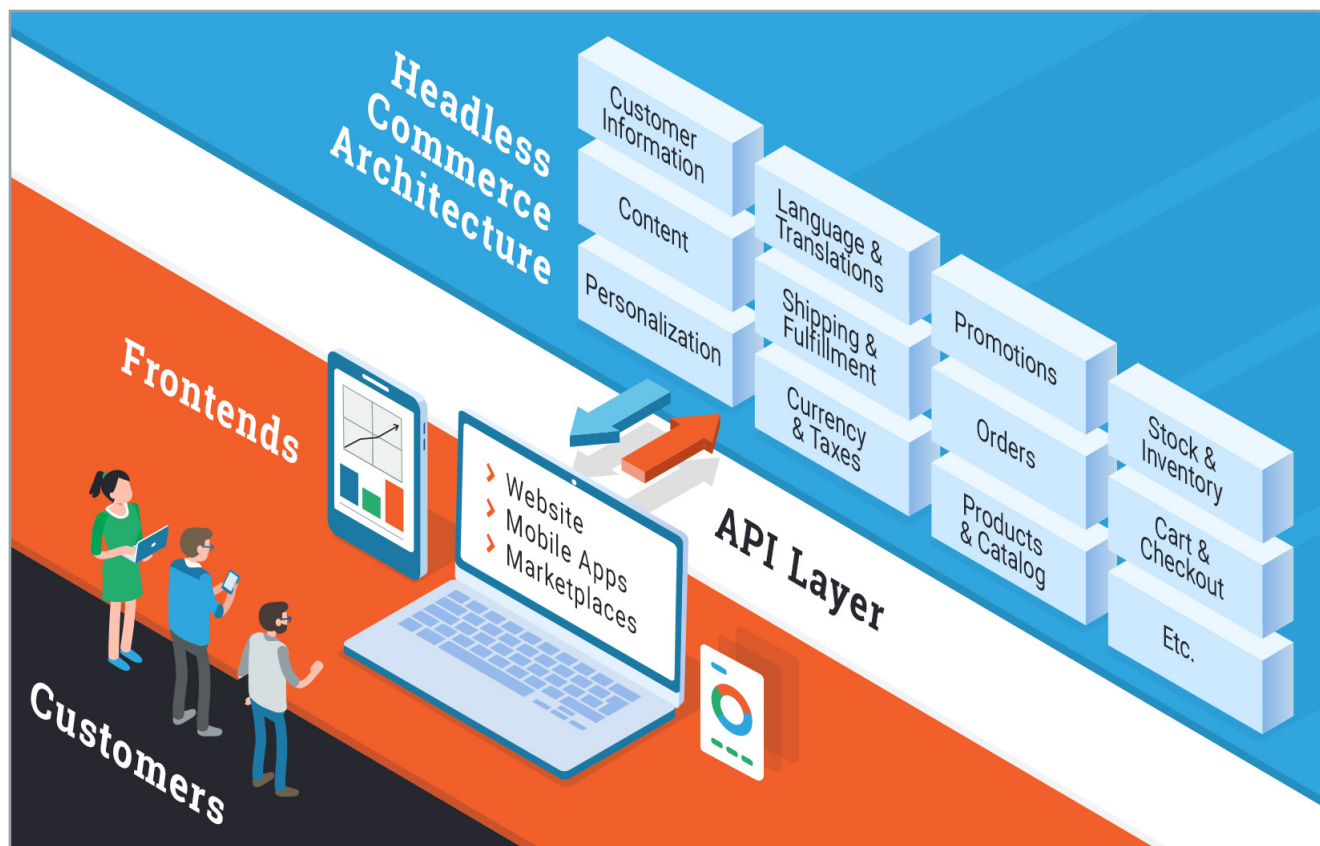 Headless
Commerce
Architecture
Customer
Information
Content
Personalization
Language &
Translations
Shipping &
Fulfillment
Currency
& Taxes
Promotions
Orders
Products
& Catalog
Stock &
Inventory
Cart &
Checkout
Etc.
API Layer
Frontends
Website
Mobile Apps
Marketplaces
Customers